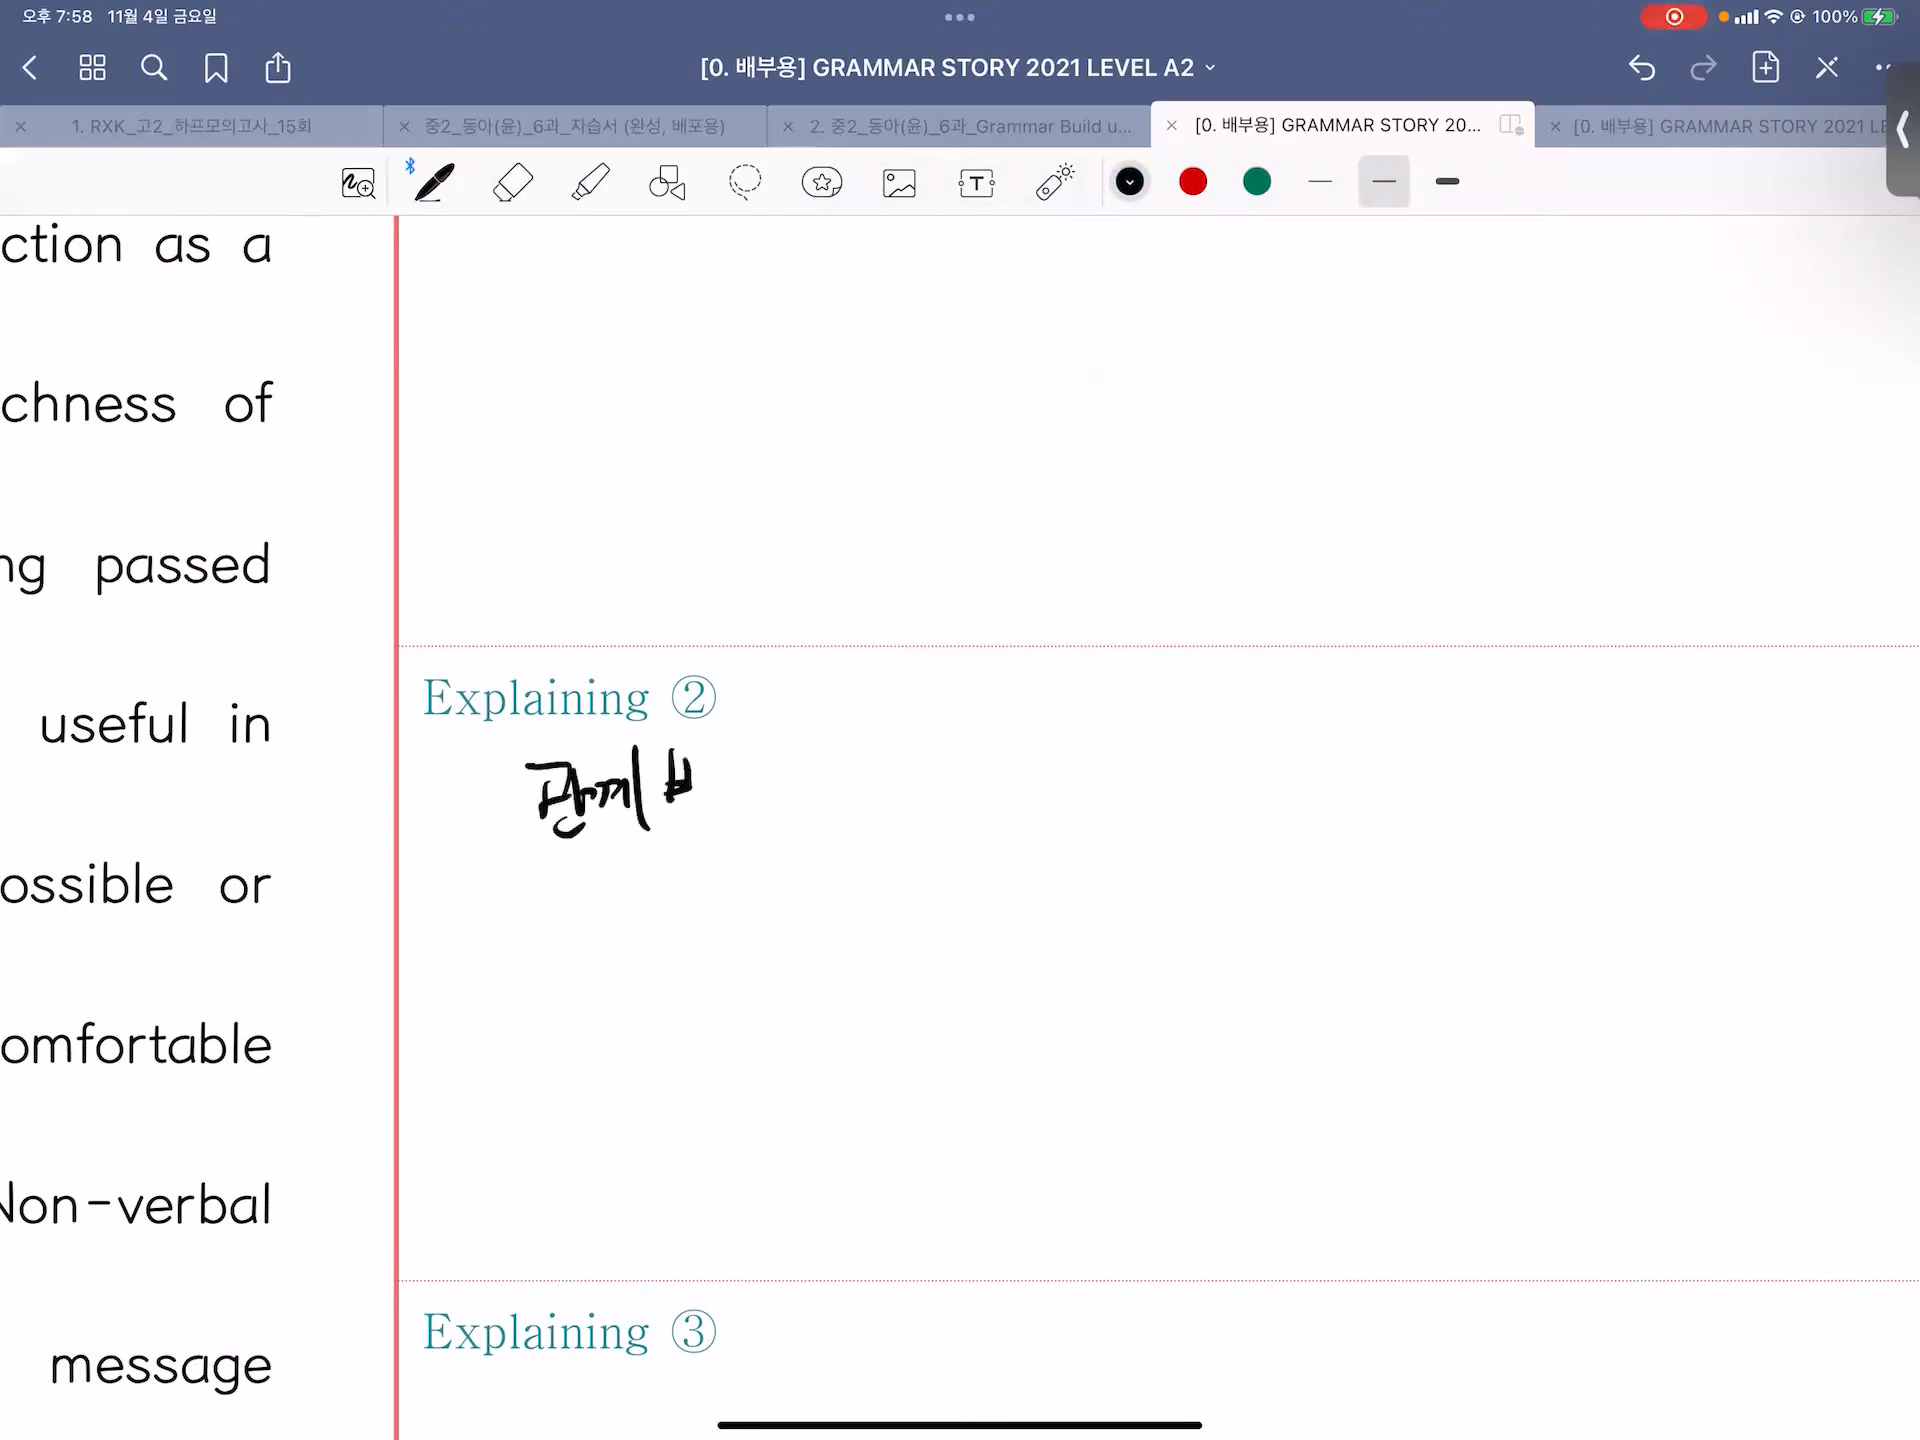 오후 7:58 11월 4일 금요일
100%
[0. 배부용] GRAMMAR STORY 2021 LEVEL A2
1. RXK_고2_하프모의고사_15회
중2_동아(윤)_6과_자습서 (완성, 배포용)
2. 중2_동아(윤)_6과_Grammar Build u...
[0. 배부용] GRAMMAR STORY 20...
[0. 배부용] GRAMMAR STORY 2021 LE
T
ction as a
chness of
ng passed
useful in
ossible or
omfortable
Non-verbal
message
Explaining ②
관계 ㅂ
Explaining ③